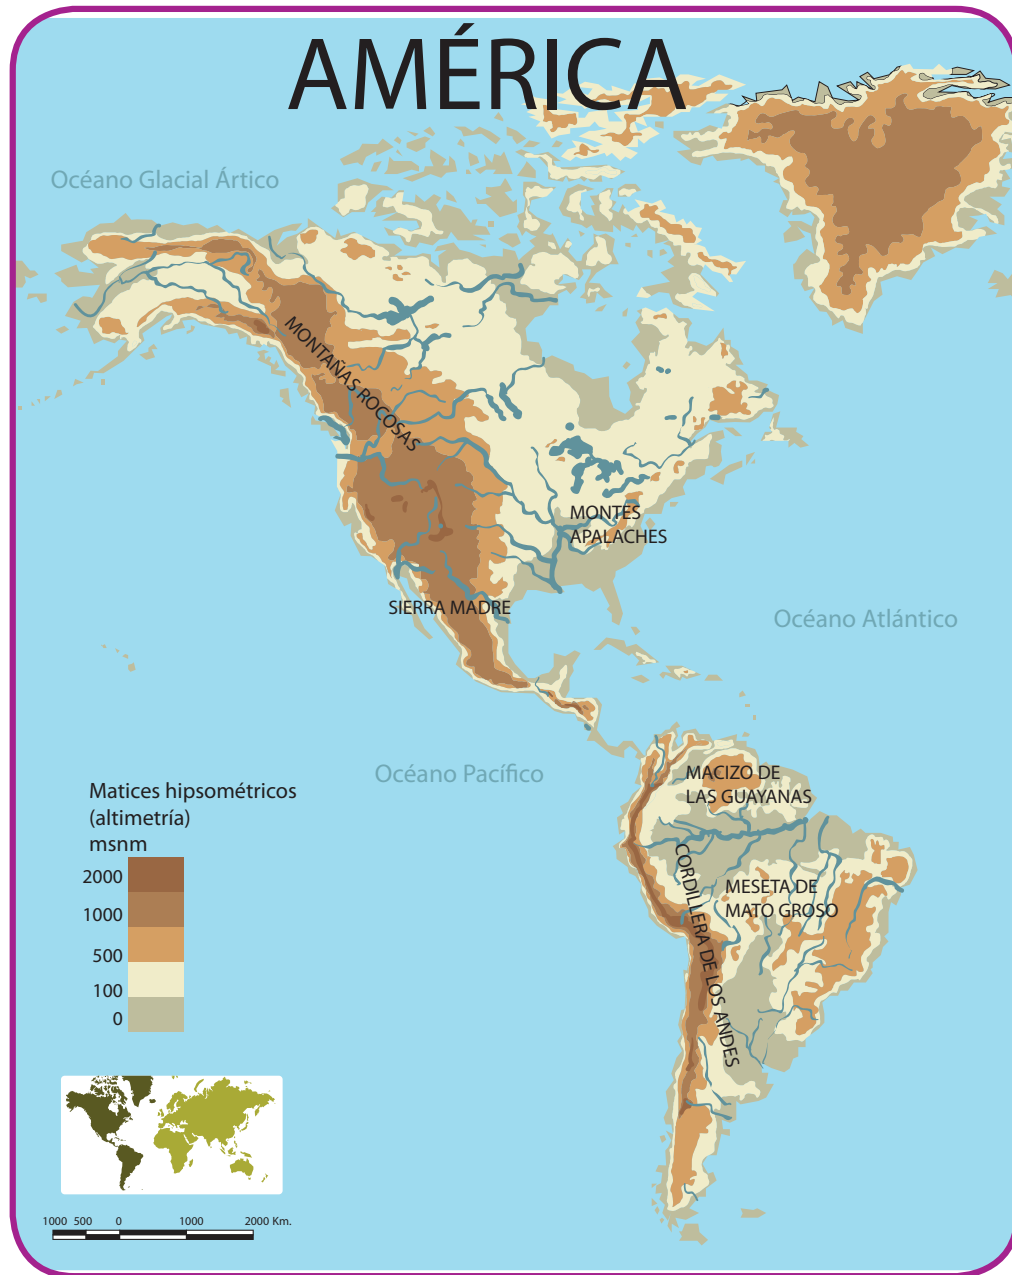 AMÉRICA
Océano Glacial Ártico
MONTAÑAS ROCOSAS
MONTES
APALACHES
SIERRA MADRE
Océano Atlántico
Océano Pacífico
MACIZO DE
LAS GUAYANAS
CORDILLERA DE LOS ANDES
MESETA DE
MATO GROSO
Matices hipsométricos
(altimetría)
msnm
2000
1000
500
100
0
1000 500 0 1000 2000 Km.